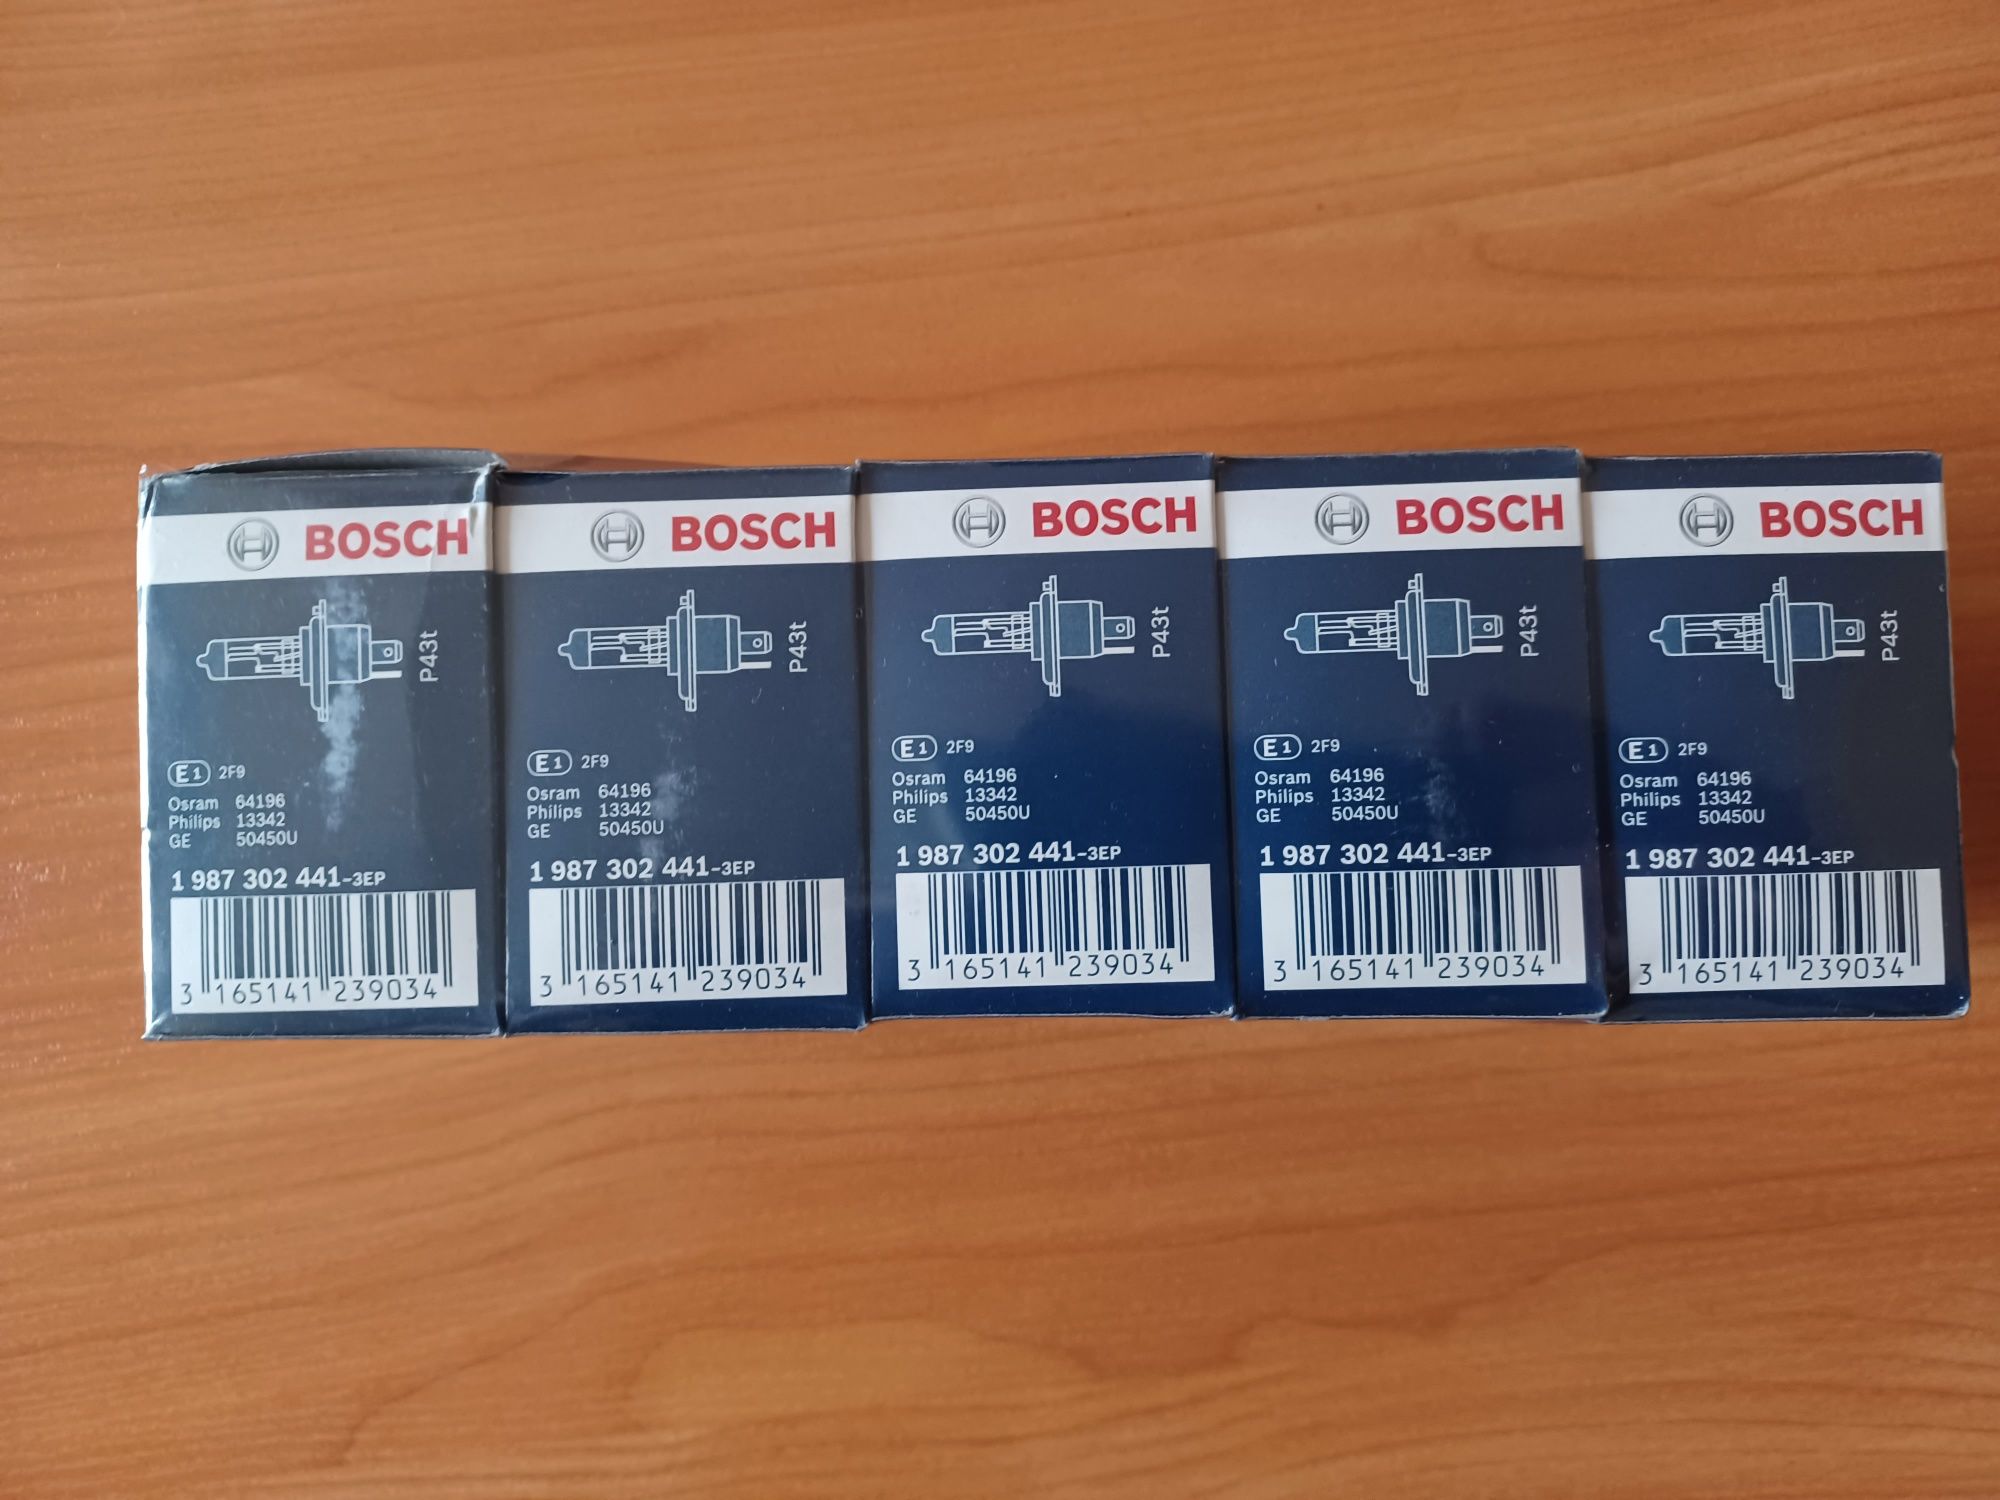 BOSCH
P43t
E1 2F9
Osram 64196
Philips 13342
GE 50450U
1 987 302 441-3EP
3 165141 239034
BOSCH
P43t
E1 2F9
Osram 64196
Philips 13342
GE 50450U
1 987 302 441-3EP
3 165141 239034
BOSCH
P43t
E1 2F9
Osram 64196
Philips 13342
GE 50450U
1 987 302 441-3EP
3 165141 239034
BOSCH
P43t
E1 2F9
Osram 64196
Philips 13342
GE 50450U
1 987 302 441-3EP
3 165141 239034
BOSCH
P43t
E1 2F9
Osram 64196
Philips 13342
GE 50450U
1 987 302 441-3EP
3 165141 239034